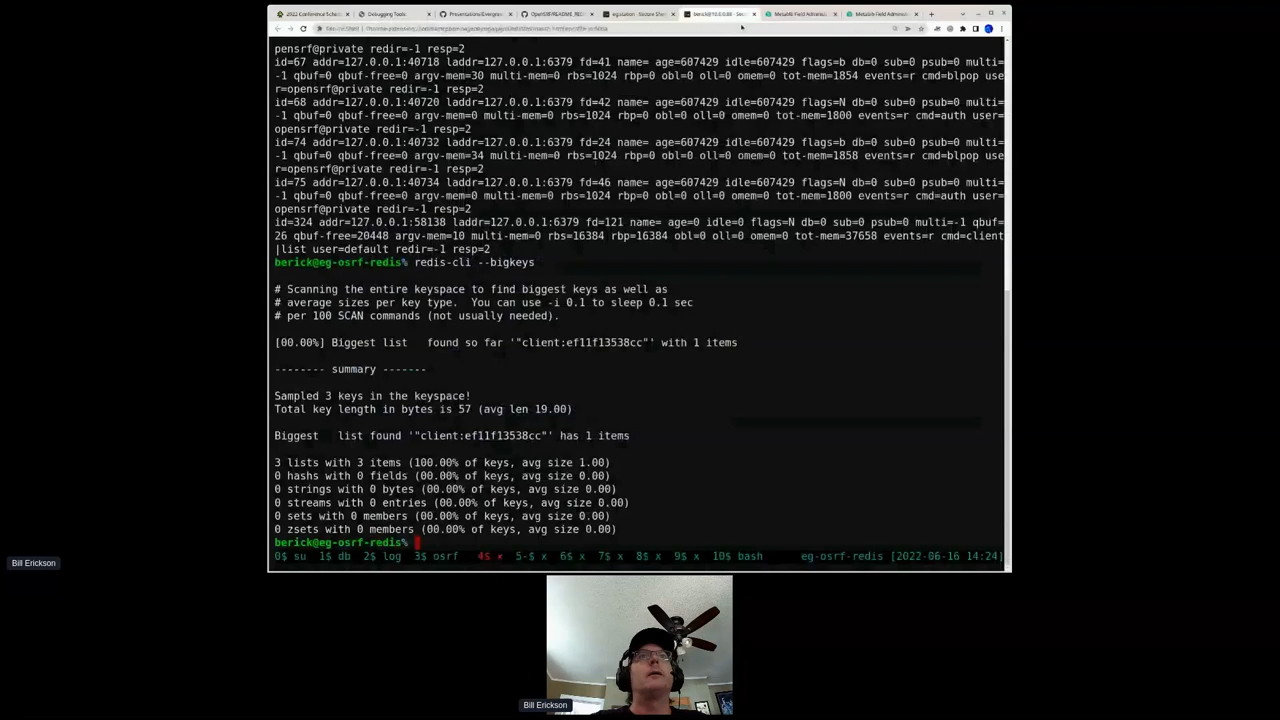 2022 Conference Sche
Debugging Tools
Presentations/Evergree
OpenSRF/README_RE
eg.station - Secure She
berick@10.0.0.88 - Sec
MetaBib Field Administ
MetaBib Field Adminis
pensrf@private redir=-1 resp=2
id=67 addr=127.0.0.1:40718 laddr=127.0.0.1:6379 fd=41 name= age=607429 idle=607429 flags=b db=0 sub=0 psub=0 multi=
-1 qbuf=0 qbuf-free=0 argv-mem=30 multi-mem=0 rbs=1024 rbp=0 obl=0 oll=0 omem=0 tot-mem=1854 events=r cmd=blpop use
r=opensrf@private redir=-1 resp=2
id=68 addr=127.0.0.1:40720 laddr=127.0.0.1:6379 fd=42 name= age=607429 idle=607429 flags=N db=0 sub=0 psub=0 multi=
-1 qbuf=0 qbuf-free=0 argv-mem=0 multi-mem=0 rbs=1024 rbp=0 obl=0 oll=0 omem=0 tot-mem=1800 events=r cmd=auth user=
opensrf@private redir=-1 resp=2
id=74 addr=127.0.0.1:40732 laddr=127.0.0.1:6379 fd=24 name= age=607429 idle=607429 flags=b db=0 sub=0 psub=0 multi=
-1 qbuf=0 qbuf-free=0 argv-mem=34 multi-mem=0 rbs=1024 rbp=0 obl=0 oll=0 omem=0 tot-mem=1858 events=r cmd=blpop use
r=opensrf@private redir=-1 resp=2
id=75 addr=127.0.0.1:40734 laddr=127.0.0.1:6379 fd=46 name= age=607429 idle=607429 flags=N db=0 sub=0 psub=0 multi=
-1 qbuf=0 qbuf-free=0 argv-mem=0 multi-mem=0 rbs=1024 rbp=0 obl=0 oll=0 omem=0 tot-mem=1800 events=r cmd=auth user=
opensrf@private redir=-1 resp=2
id=324 addr=127.0.0.1:58138 laddr=127.0.0.1:6379 fd=121 name= age=0 idle=0 flags=N db=0 sub=0 psub=0 multi=-1 qbuf=
26 qbuf-free=20448 argv-mem=10 multi-mem=0 rbs=16384 rbp=16384 obl=0 oll=0 omem=0 tot-mem=37658 events=r cmd=client
|list user=default redir=-1 resp=2
berick@eg-osrf-redis% redis-cli --bigkeys
# Scanning the entire keyspace to find biggest keys as well as
# average sizes per key type.  You can use -i 0.1 to sleep 0.1 sec
# per 100 SCAN commands (not usually needed).
[00.00%] Biggest list   found so far '"client:ef11f13538cc"' with 1 items
-------- summary -------
Sampled 3 keys in the keyspace!
Total key length in bytes is 57 (avg len 19.00)
Biggest   list found '"client:ef11f13538cc"' has 1 items
3 lists with 3 items (100.00% of keys, avg size 1.00)
0 hashs with 0 fields (00.00% of keys, avg size 0.00)
0 strings with 0 bytes (00.00% of keys, avg size 0.00)
0 streams with 0 entries (00.00% of keys, avg size 0.00)
0 sets with 0 members (00.00% of keys, avg size 0.00)
0 zsets with 0 members (00.00% of keys, avg size 0.00)
berick@eg-osrf-redis%
0$ su  1$ db  2$ log  3$ osrf  4$ x  5-$ x  6$ x  7$ x  8$ x  9$ x  10$ bash  eg-osrf-redis [2022-06-16 14:24]
Bill Erickson
Bill Erickson